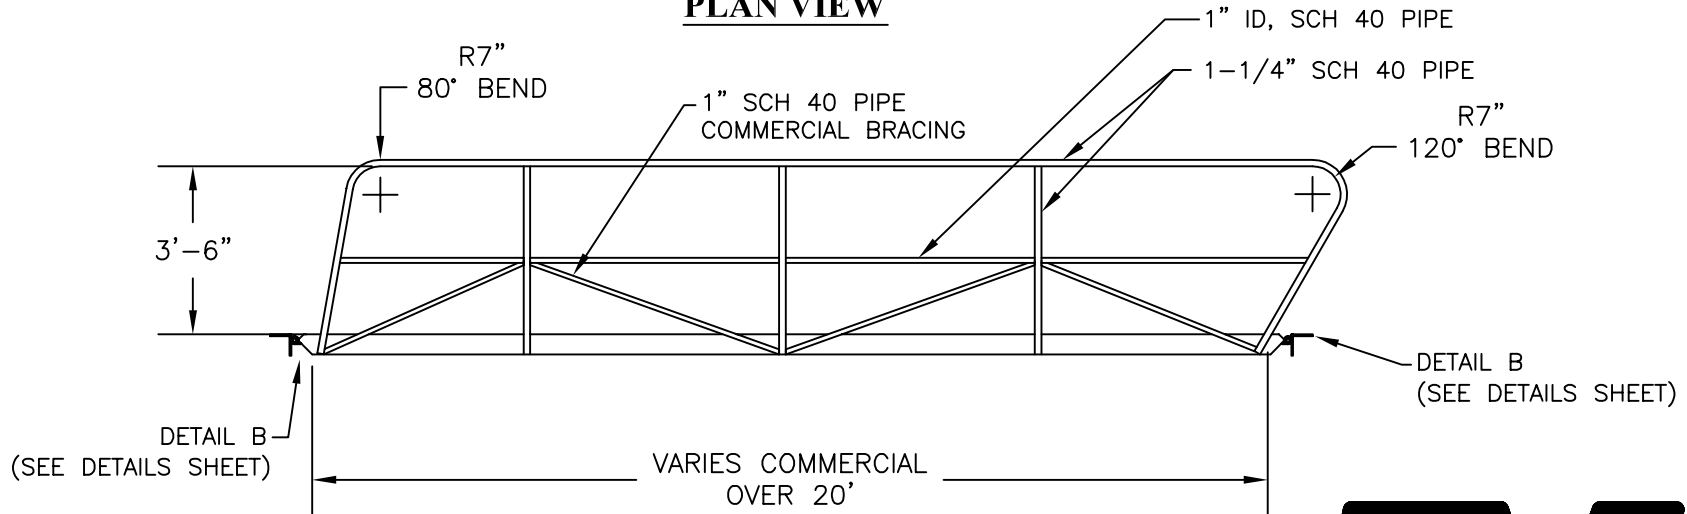 PLAN VIEW
1" ID, SCH 40 PIPE
R7"
80° BEND
1-1/4" SCH 40 PIPE
1" SCH 40 PIPE
COMMERCIAL BRACING
R7"
120° BEND
3'-6"
DETAIL B
(SEE DETAILS SHEET)
DETAIL B
(SEE DETAILS SHEET)
VARIES COMMERCIAL
OVER 20'